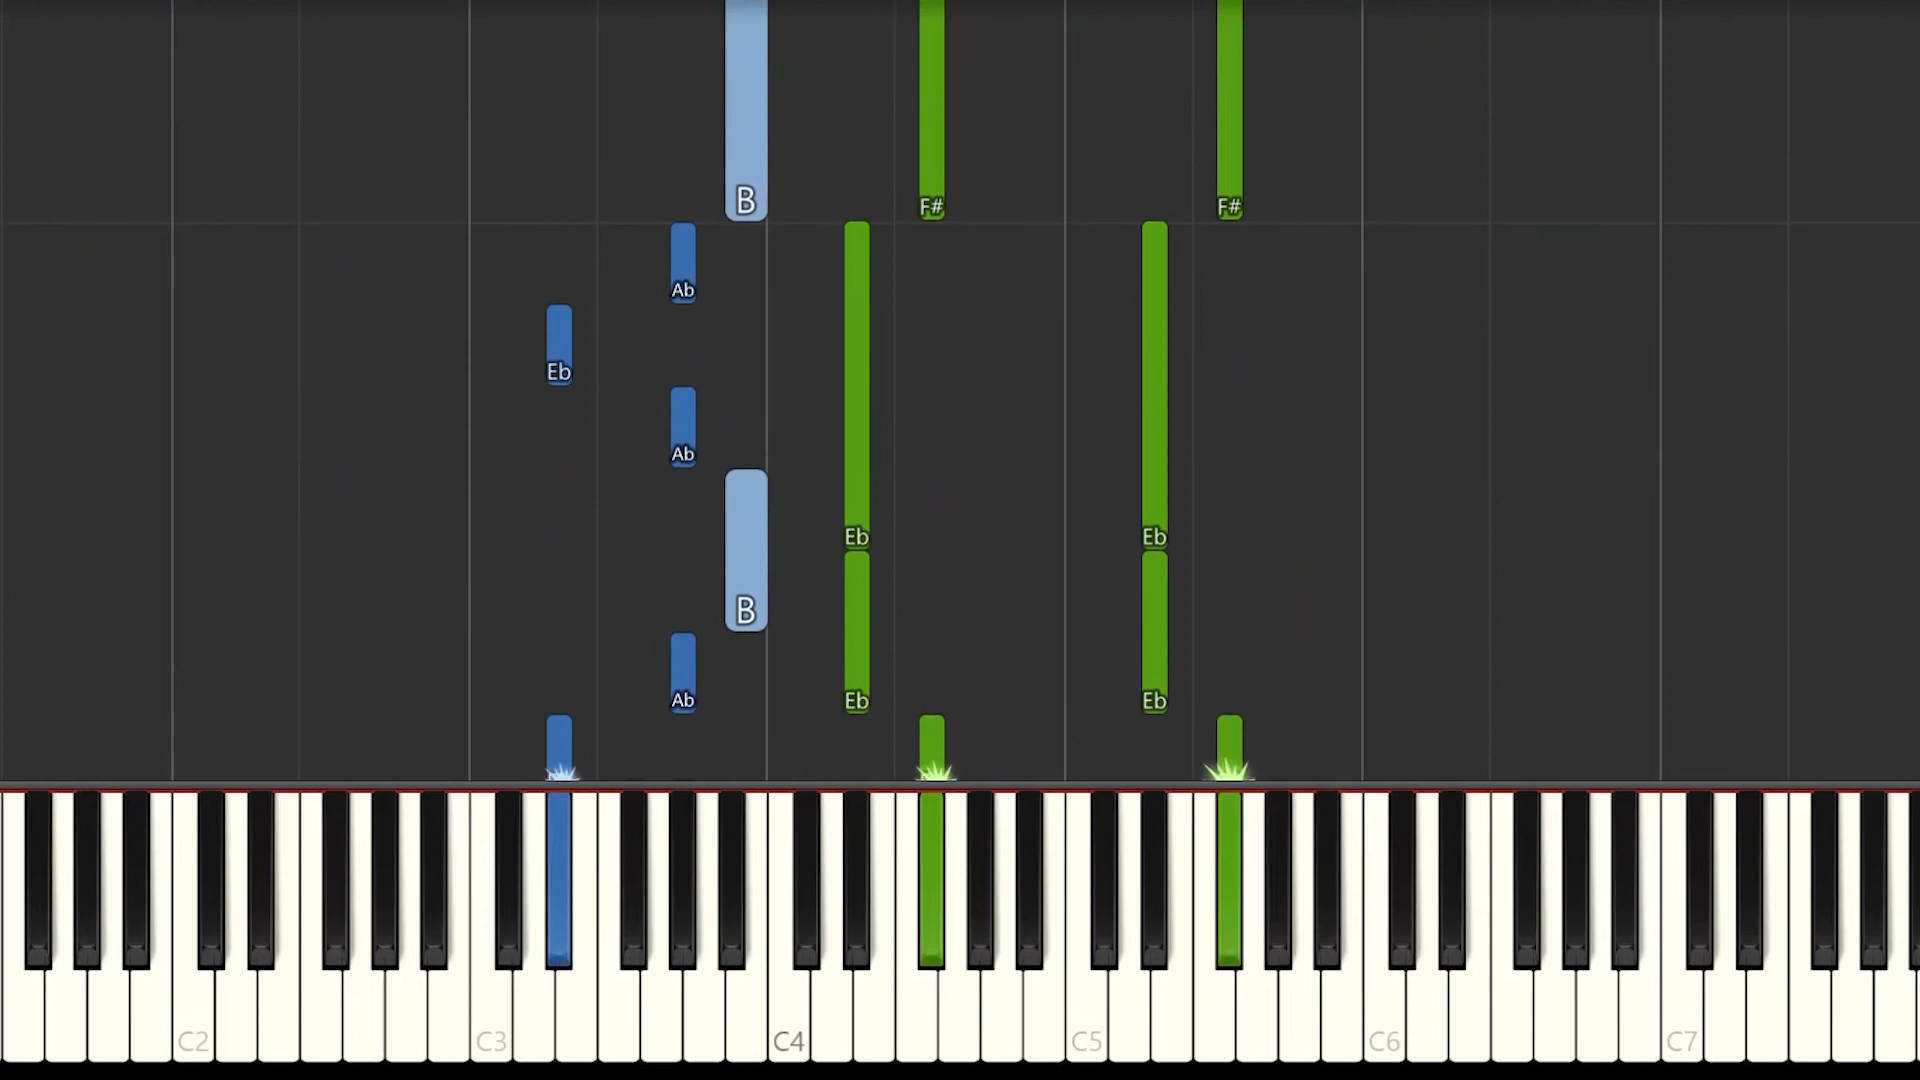 B
F# F#
Ab
Eb
Ab
Eb Eb
B
Ab Eb Eb
C2 C3 C4 C5 C6 C7